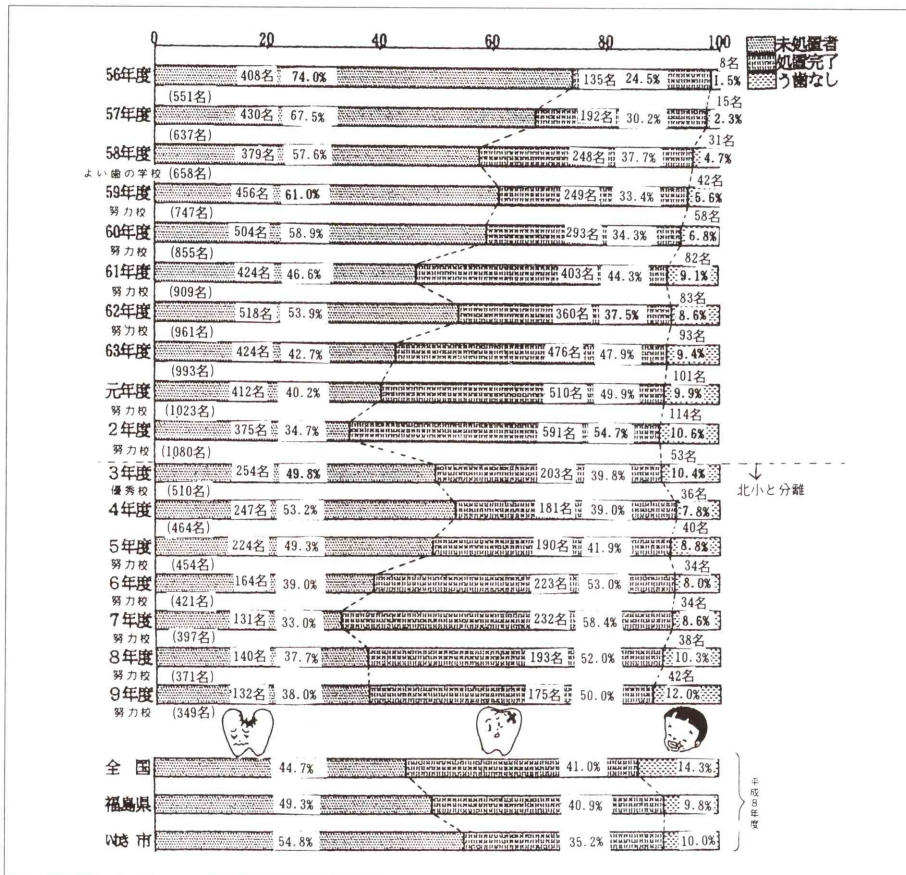 0 20 40 60 80 100
未処置者
処置完了
う歯なし
8名
56年度 408名 74.0% 135名 24.5% 1.5%
(551名) 15名
57年度 430名 67.5% 192名 30.2% 2.3%
(637名) 31名
58年度 379名 57.6% 248名 37.7% 4.7%
よい歯の学校 (658名) 42名
59年度 456名 61.0% 249名 33.4% 5.6%
努力校 (747名) 58名
60年度 504名 58.9% 293名 34.3% 6.8%
努力校 (855名) 82名
61年度 424名 46.6% 403名 44.3% 9.1%
努力校 (909名) 83名
62年度 518名 53.9% 360名 37.5% 8.6%
努力校 (961名) 93名
63年度 424名 42.7% 476名 47.9% 9.4%
(993名) 101名
元年度 412名 40.2% 510名 49.9% 9.9%
努力校 (1023名) 114名
2年度 375名 34.7% 591名 54.7% 10.6%
努力校 (1080名) 53名
3年度 254名 49.8% 203名 39.8% 10.4%
↓
北小と分離
優秀校 (510名) 36名
4年度 247名 53.2% 181名 39.0% 7.8%
(464名) 40名
5年度 224名 49.3% 190名 41.9% 8.8%
(454名) 34名
6年度 164名 39.0% 223名 53.0% 8.0%
努力校 (421名) 34名
7年度 131名 33.0% 232名 58.4% 8.6%
努力校 (397名) 38名
8年度 140名 37.7% 193名 52.0% 10.3%
努力校 (371名) 42名
9年度 132名 38.0% 175名 50.0% 12.0%
努力校 (349名)
全国 44.7% 41.0% 14.3%
福島県 49.3% 40.9% 9.8%
いわき市 54.8% 35.2% 10.0%
平成8年度